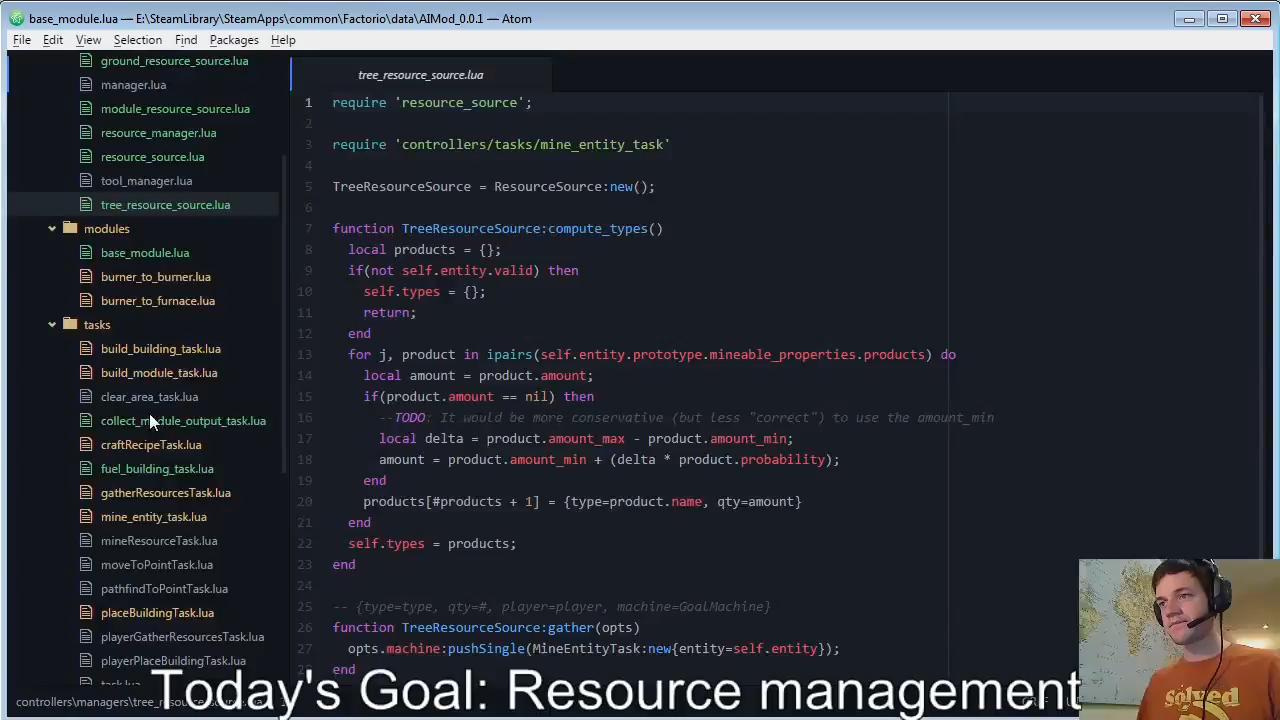 base_module.lua — E:\SteamLibrary\SteamApps\common\Factorio\data\AIMod_0.0.1 — Atom
File Edit View Selection Find Packages Help
ground_resource_source.lua
manager.lua
module_resource_source.lua
resource_manager.lua
resource_source.lua
tool_manager.lua
tree_resource_source.lua
modules
base_module.lua
burner_to_burner.lua
burner_to_furnace.lua
tasks
build_building_task.lua
build_module_task.lua
clear_area_task.lua
collect_module_output_task.lua
craftRecipeTask.lua
fuel_building_task.lua
gatherResourcesTask.lua
mine_entity_task.lua
mineResourceTask.lua
moveToPointTask.lua
pathfindToPointTask.lua
placeBuildingTask.lua
playerGatherResourcesTask.lua
playerPlaceBuildingTask.lua
tree_resource_source.lua
1 require 'resource_source';
2
3 require 'controllers/tasks/mine_entity_task'
4
5 TreeResourceSource = ResourceSource:new();
6
7 function TreeResourceSource:compute_types()
8 local products = {};
9 if(not self.entity.valid) then
10 self.types = {};
11 return;
12 end
13 for j, product in ipairs(self.entity.prototype.mineable_properties.products) do
14 local amount = product.amount;
15 if(product.amount == nil) then
16 --TODO: It would be more conservative (but less "correct") to use the amount_min
17 local delta = product.amount_max - product.amount_min;
18 amount = product.amount_min + (delta * product.probability);
19 end
20 products[#products + 1] = {type=product.name, qty=amount}
21 end
22 self.types = products;
23 end
24
25 -- {type=type, qty=#, player=player, machine=GoalMachine}
26 function TreeResourceSource:gather(opts)
27 opts.machine:pushSingle(MineEntityTask:new{entity=self.entity});
28 end
Today's Goal: Resource management
controllers\managers\tree_resource_source.lua
solved